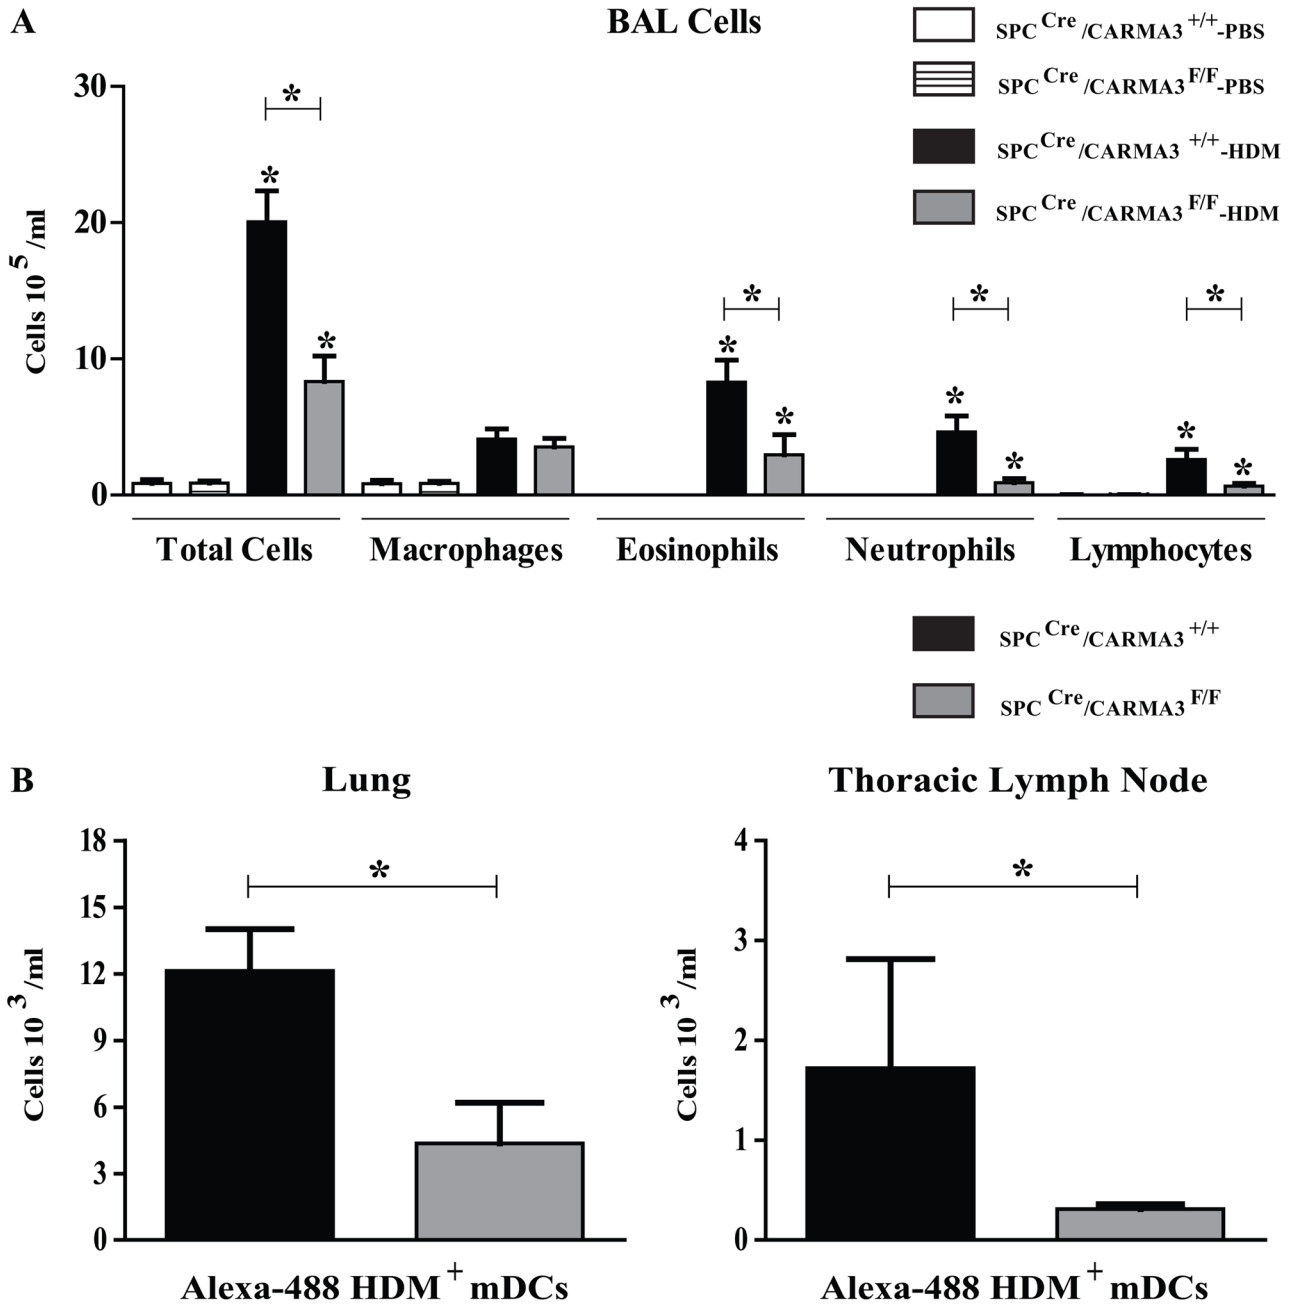 A
BAL Cells
SPC Cre /CARMA3 +/+ -PBS
SPC Cre /CARMA3 F/F -PBS
SPC Cre /CARMA3 +/+ -HDM
SPC Cre /CARMA3 F/F -HDM
Cells 10 5 /ml
30
20
10
0
*
*
*
*
*
*
*
*
*
*
*
*
Total Cells
Macrophages
Eosinophils
Neutrophils
Lymphocytes
SPC Cre /CARMA3 +/+
SPC Cre /CARMA3 F/F
B
Lung
Cells 10 3 /ml
18
15
12
9
6
3
0
*
Alexa-488 HDM + mDCs
Thoracic Lymph Node
Cells 10 3 /ml
4
3
2
1
0
*
Alexa-488 HDM + mDCs